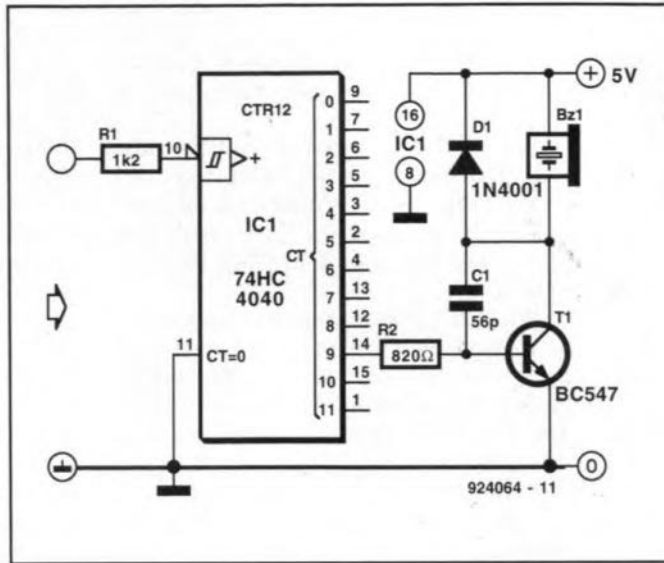 CTR12
0 9
1 7
2 6
3 5
4 3
5 2
6 4
7 13
8 12
9 14
10 15
11 1
CT
R1
1k2
10
+
IC1
74HC
4040
11
CT=0
16
IC1
8
D1
1N4001
+ 5V
Bz1
C1
56p
R2
820Ω
T1
BC547
0
924064 - 11